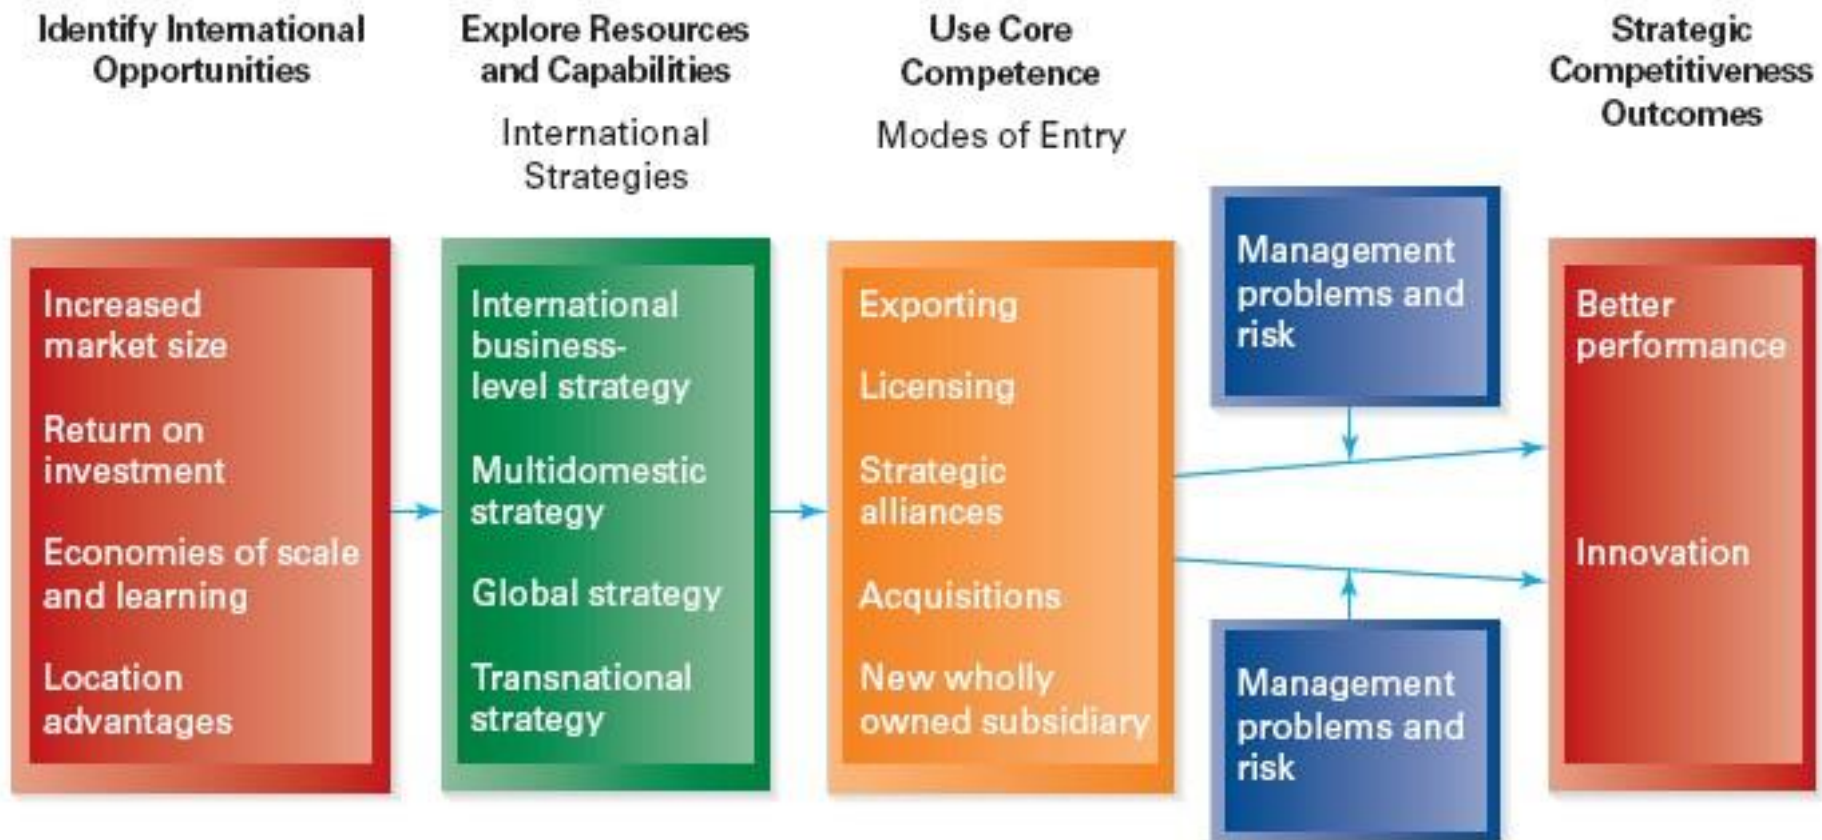 Identify International
Opportunities
Explore Resources
and Capabilities
International
Strategies
Use Core
Competence
Modes of Entry
Strategic
Competitiveness
Outcomes
Increased
market size
Return on
investment
Economies of scale
and learning
Location
advantages
International
business-
level strategy
Multidomestic
strategy
Global strategy
Transnational
strategy
Exporting
Licensing
Strategic
alliances
Acquisitions
New wholly
owned subsidiary
Management
problems and
risk
Management
problems and
risk
Better
performance
Innovation